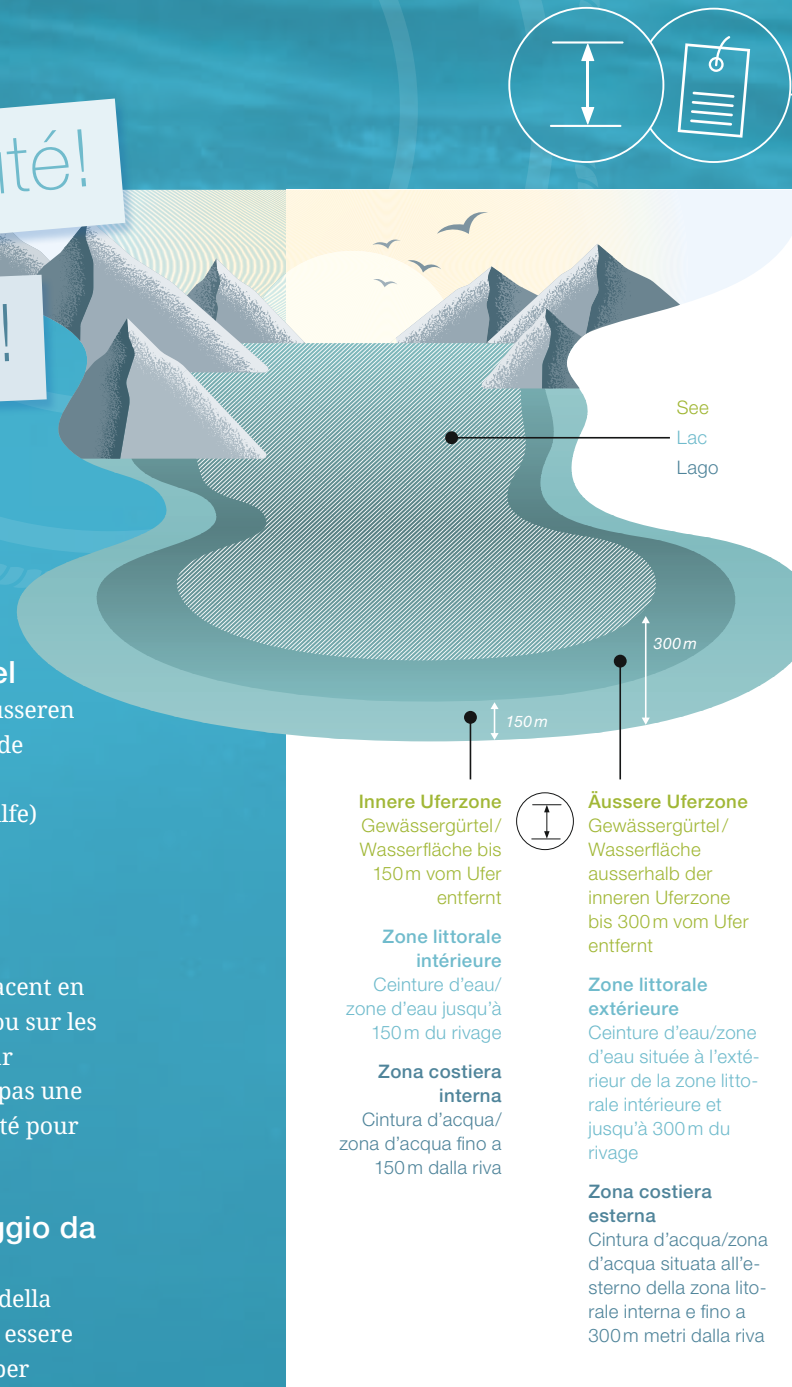 !
el
de
acent en
ou sur les
pas une
té pour
ggio da
della
essere
per
See
Lac
Lago
300 m
150 m
Innere Uferzone
Gewässergürtel/
Wasserfläche bis
150 m vom Ufer
entfernt
Zone littorale
intérieure
Ceinture d'eau/
zone d'eau jusqu'à
150 m du rivage
Zona costiera
interna
Cintura d'acqua/
zona d'acqua fino a
150 m dalla riva
Äussere Uferzone
Gewässergürtel/
Wasserfläche
ausserhalb der
inneren Uferzone
bis 300 m vom Ufer
entfernt
Zone littorale
extérieure
Ceinture d'eau/zone
d'eau située à l'exté-
rieur de la zone litto-
rale intérieure et
jusqu'à 300 m du
rivage
Zona costiera
esterna
Cintura d'acqua/zona
d'acqua situata all'e-
sterno della zona lito-
rale interna e fino a
300 m metri dalla riva